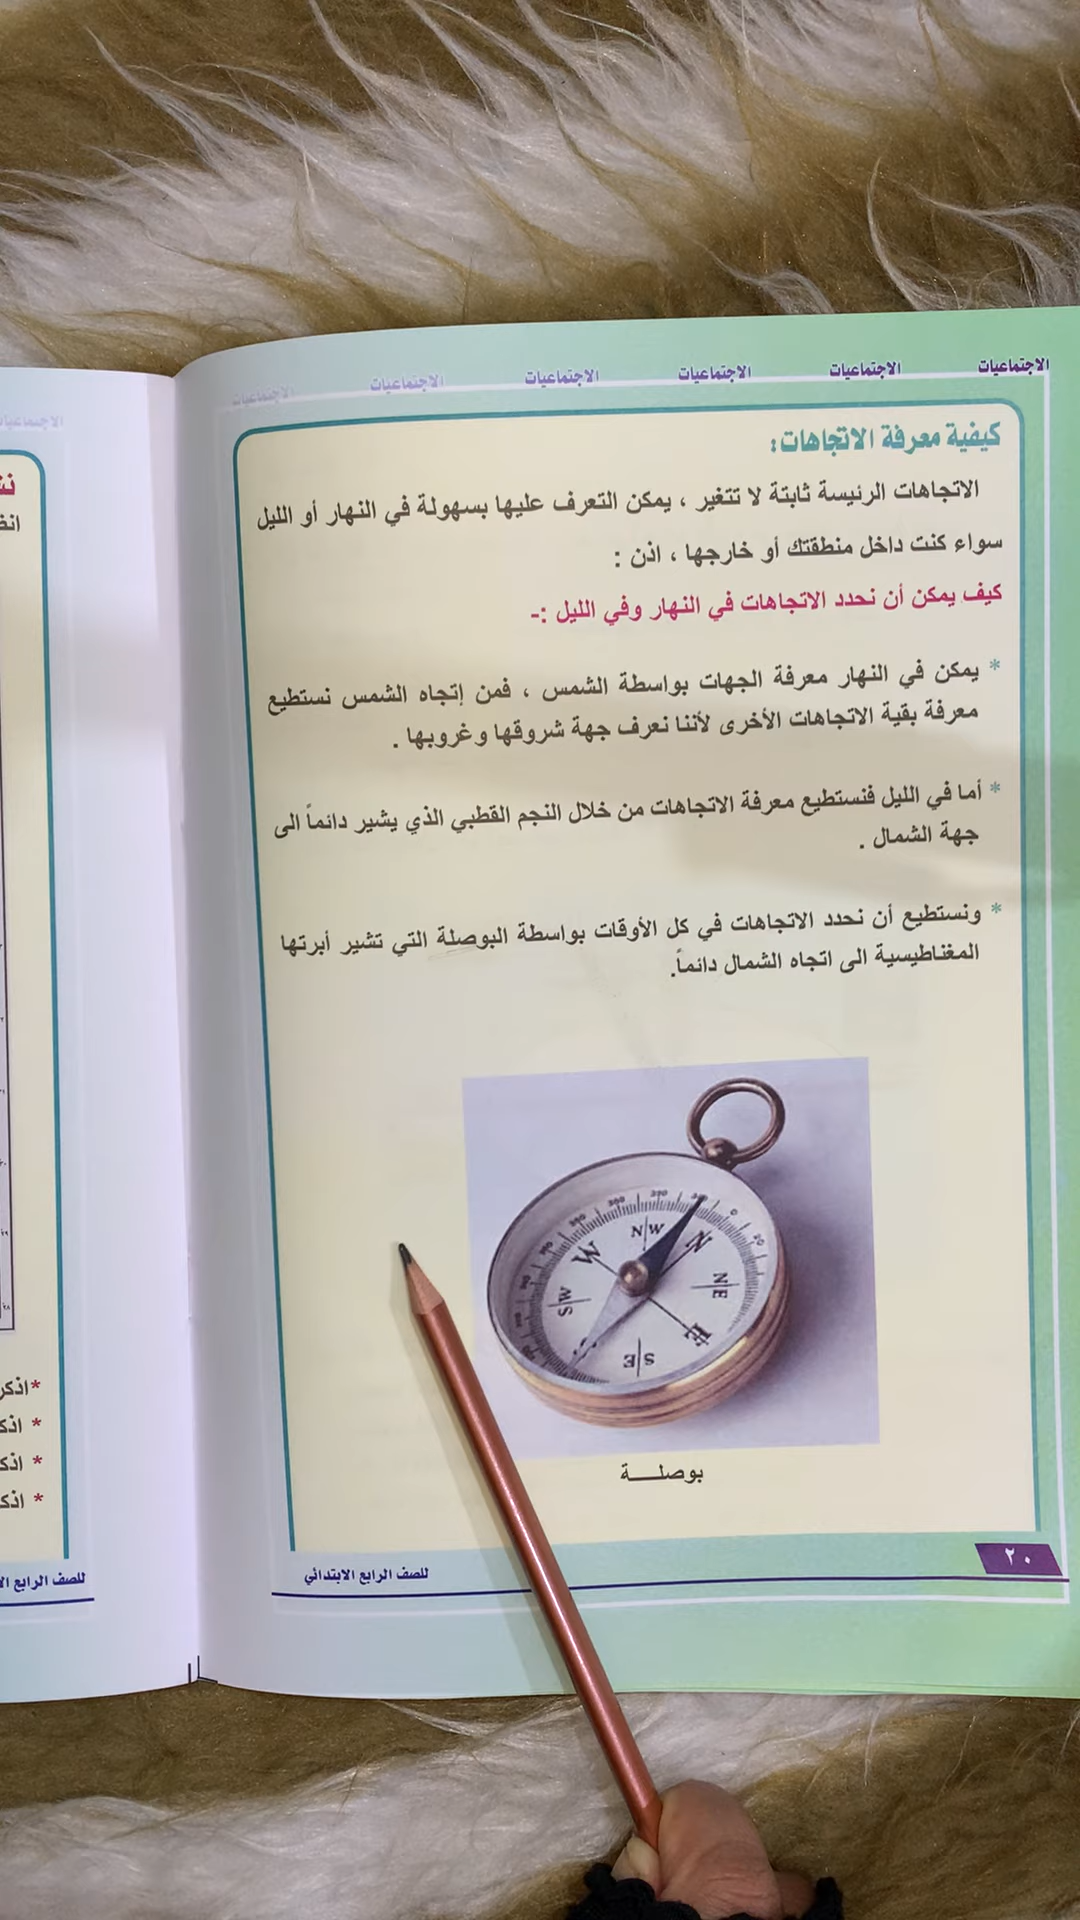 الاجتماعيات الاجتماعيات الاجتماعيات الاجتماعيات الاجتماعيات الاجتماعيات
كيفية معرفة الاتجاهات:
الاتجاهات الرئيسة ثابتة لا تتغير ، يمكن التعرف عليها بسهولة في النهار أو الليل
سواء كنت داخل منطقتك أو خارجها ، اذن :
كيف يمكن أن نحدد الاتجاهات في النهار وفي الليل :-
* يمكن في النهار معرفة الجهات بواسطة الشمس ، فمن إتجاه الشمس نستطيع
معرفة بقية الاتجاهات الأخرى لأننا نعرف جهة شروقها وغروبها .
* أما في الليل فنستطيع معرفة الاتجاهات من خلال النجم القطبي الذي يشير دائماً الى
جهة الشمال .
* ونستطيع أن نحدد الاتجاهات في كل الأوقات بواسطة البوصلة التي تشير أبرتها
المغناطيسية الى اتجاه الشمال دائماً.
N W
N
W
NE
S W
E
S E
بوصلـــة
٢٠
للصف الرابع الابتدائي
*اذكر
*
*
*
للصف الرابع